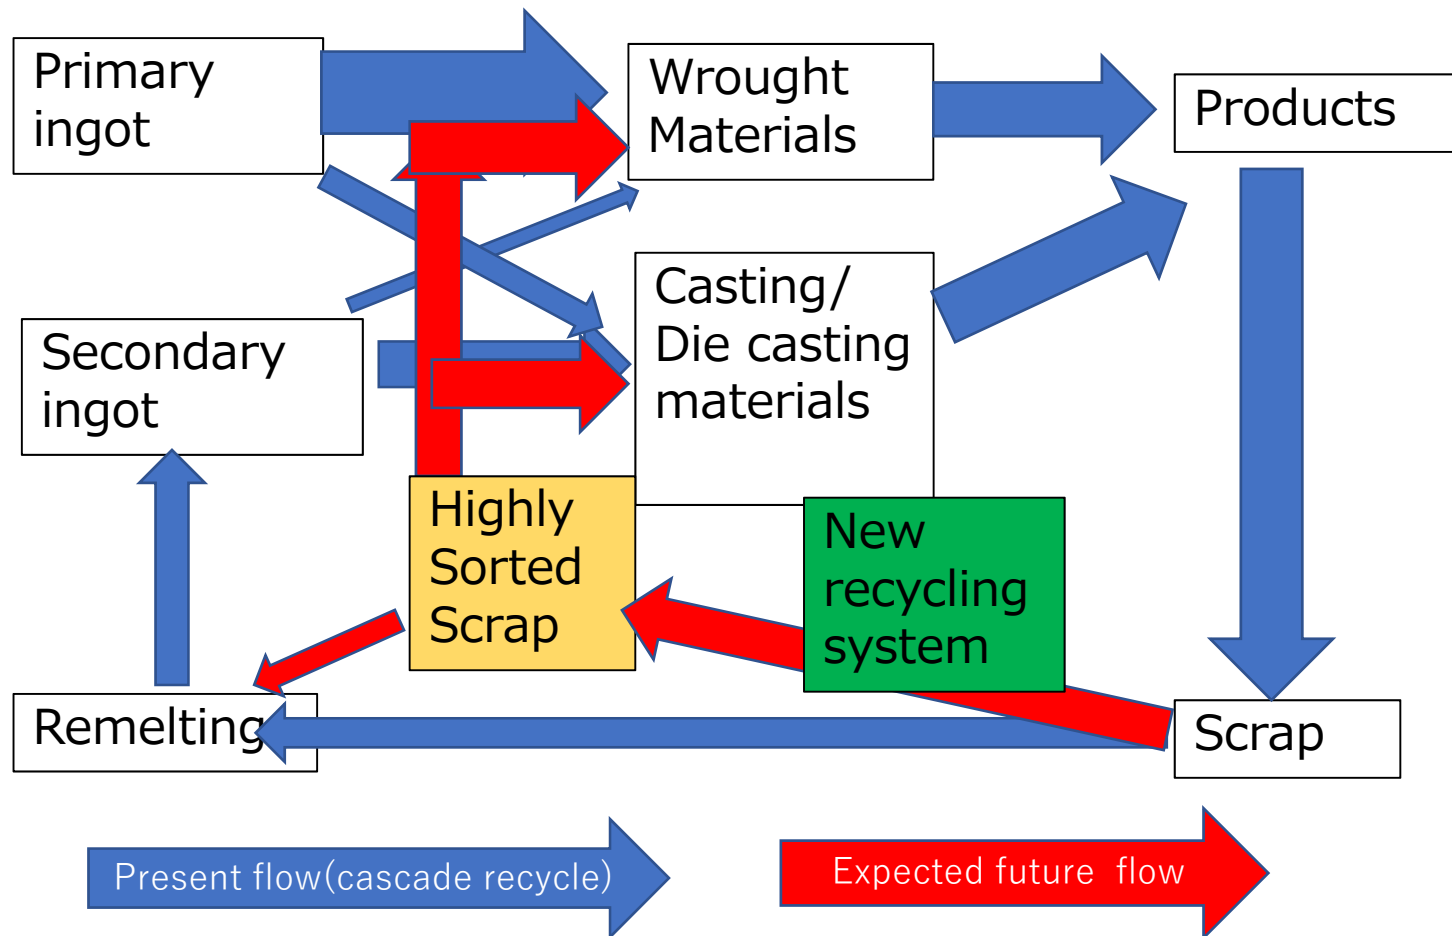 Primary
ingot
Wrought
Materials
Products
Secondary
ingot
Casting/
Die casting
materials
Highly
Sorted
Scrap
New
recycling
system
Remelting
Scrap
Present flow(cascade recycle)
Expected future flow